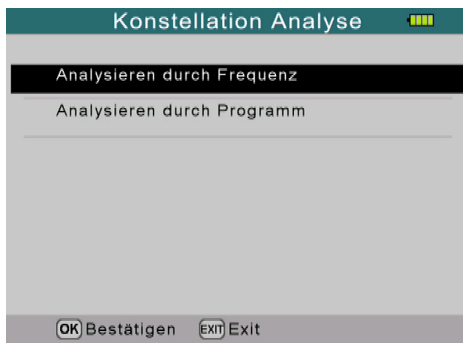 Konstellation Analyse
Analysieren durch Frequenz
Analysieren durch Programm
OK Bestätigen EXIT Exit